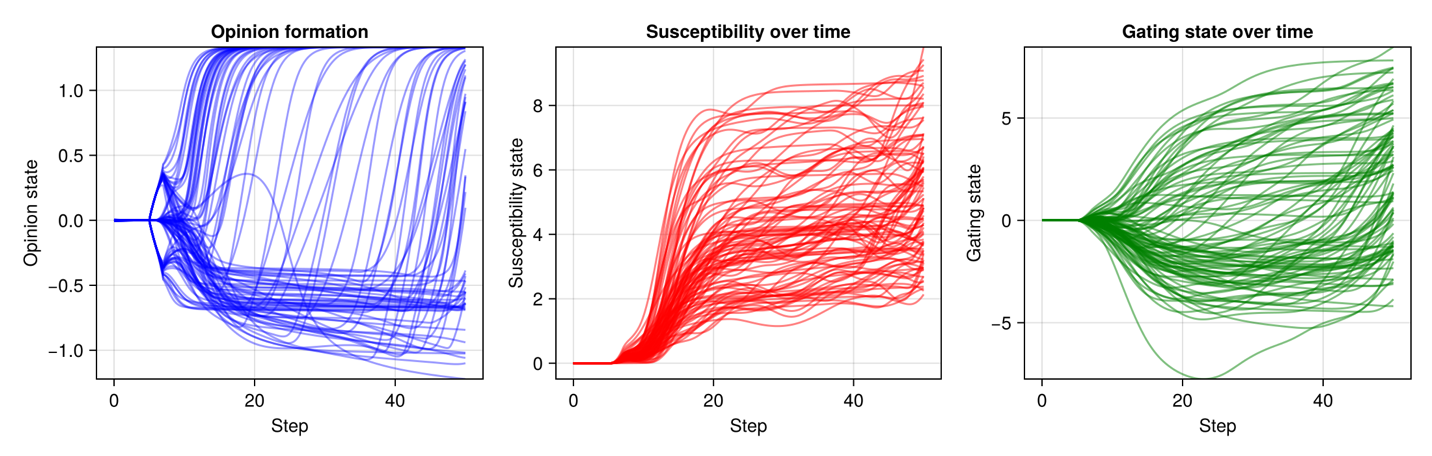 Opinion formation
Opinion state
1.0
0.5
0.0
−0.5
−1.0
0
20
40
Step
Susceptibility over time
Susceptibility state
8
6
4
2
0
0
20
40
Step
Gating state over time
Gating state
5
0
−5
0
20
40
Step